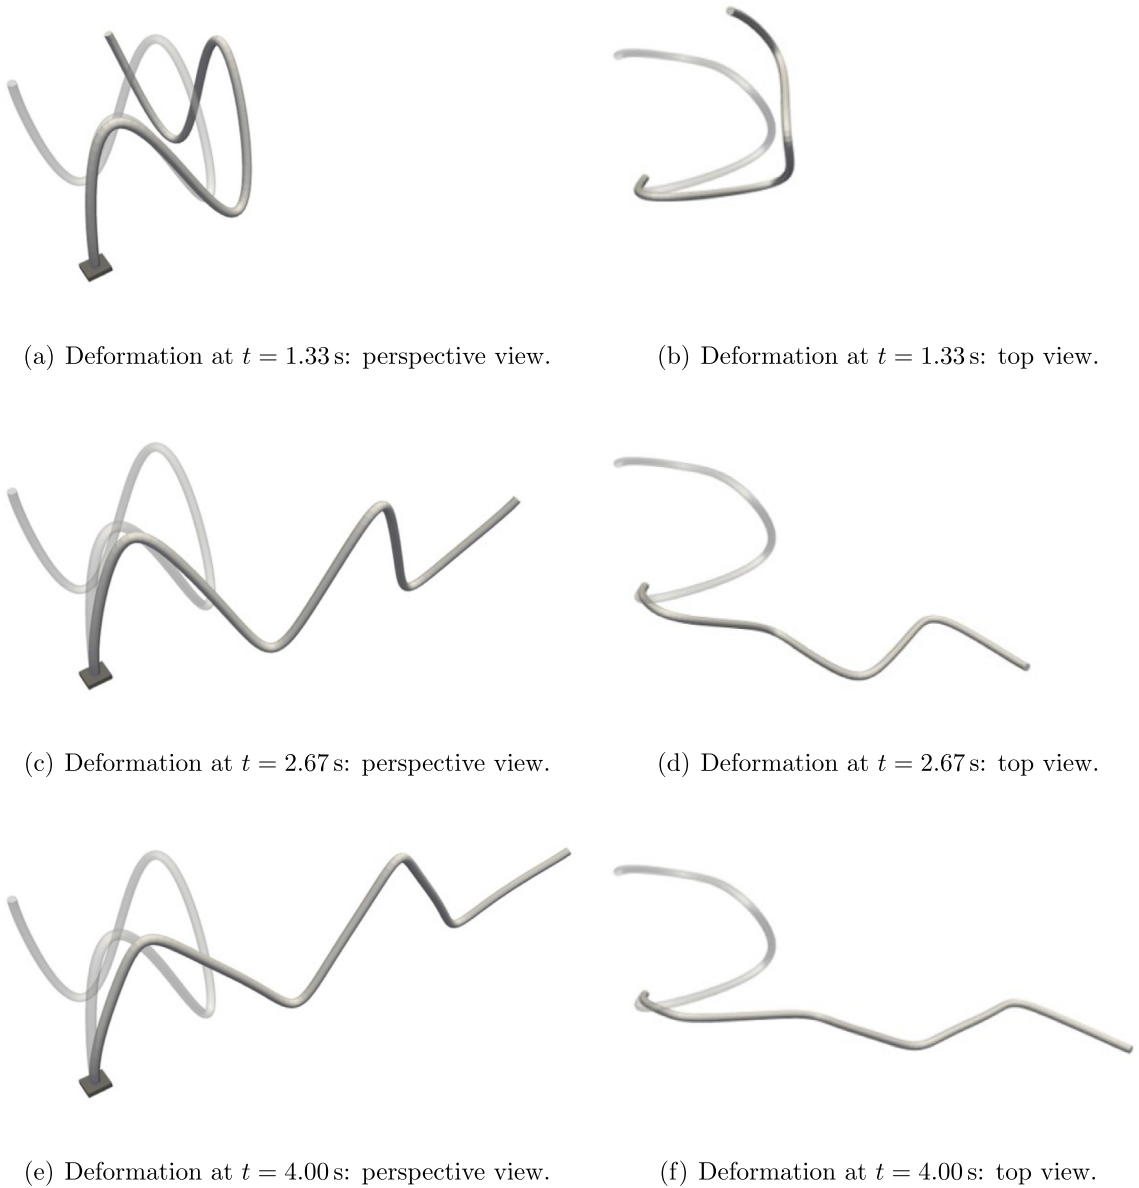 (a) Deformation at t = 1.33 s: perspective view.
(b) Deformation at t = 1.33 s: top view.
(c) Deformation at t = 2.67 s: perspective view.
(d) Deformation at t = 2.67 s: top view.
(e) Deformation at t = 4.00 s: perspective view.
(f) Deformation at t = 4.00 s: top view.